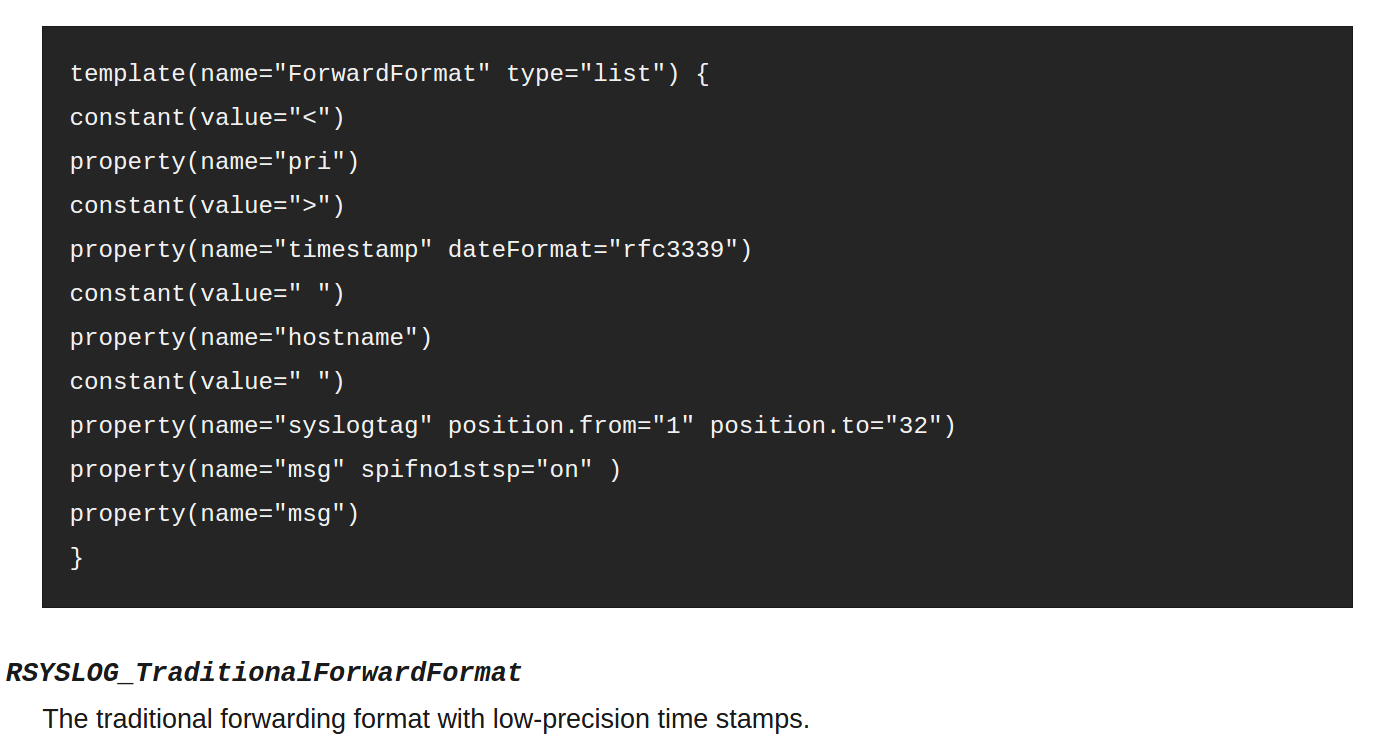 template(name="ForwardFormat" type="list") {
constant(value="<")
property(name="pri")
constant(value=">")
property(name="timestamp" dateFormat="rfc3339")
constant(value=" ")
property(name="hostname")
constant(value=" ")
property(name="syslogtag" position.from="1" position.to="32")
property(name="msg" spifno1stsp="on" )
property(name="msg")
}
RSYSLOG_TraditionalForwardFormat
The traditional forwarding format with low-precision time stamps.